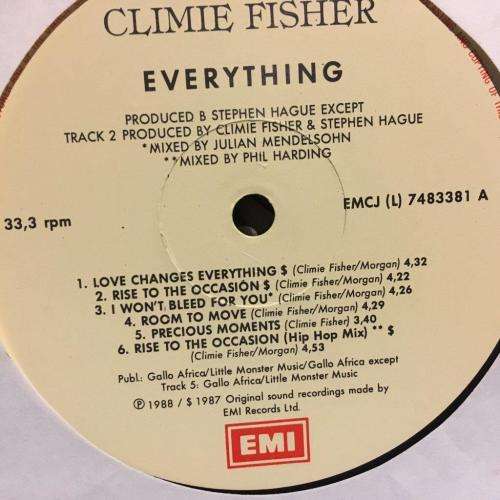 CLIMIE FISHER
EVERYTHING
PRODUCED B STEPHEN HAGUE EXCEPT
TRACK 2 PRODUCED BY CLIMIE FISHER & STEPHEN HAGUE
*MIXED BY JULIAN MENDELSOHN
**MIXED BY PHIL HARDING
33,3 rpm
EMCJ (L) 7483381 A
1. LOVE CHANGES EVERYTHING $ (Climie Fisher/Morgan) 4,32
2. RISE TO THE OCCASION $ (Climie Fisher/Morgan) 4,22
3. I WON'T BLEED FOR YOU* (Climie Fisher/Morgan) 4,26
4. ROOM TO MOVE (Climie Fisher/Morgan) 4,29
5. PRECIOUS MOMENTS (Climie Fisher) 3,40
6. RISE TO THE OCCASION (Hip Hop Mix) ** $
(Climie Fisher/Morgan) 4,53
Publ.: Gallo Africa/Little Monster Music/Gallo Africa except
Track 5: Gallo Africa/Little Monster Music
℗ 1988 / $ 1987 Original sound recordings made by
EMI Records Ltd.
EMI